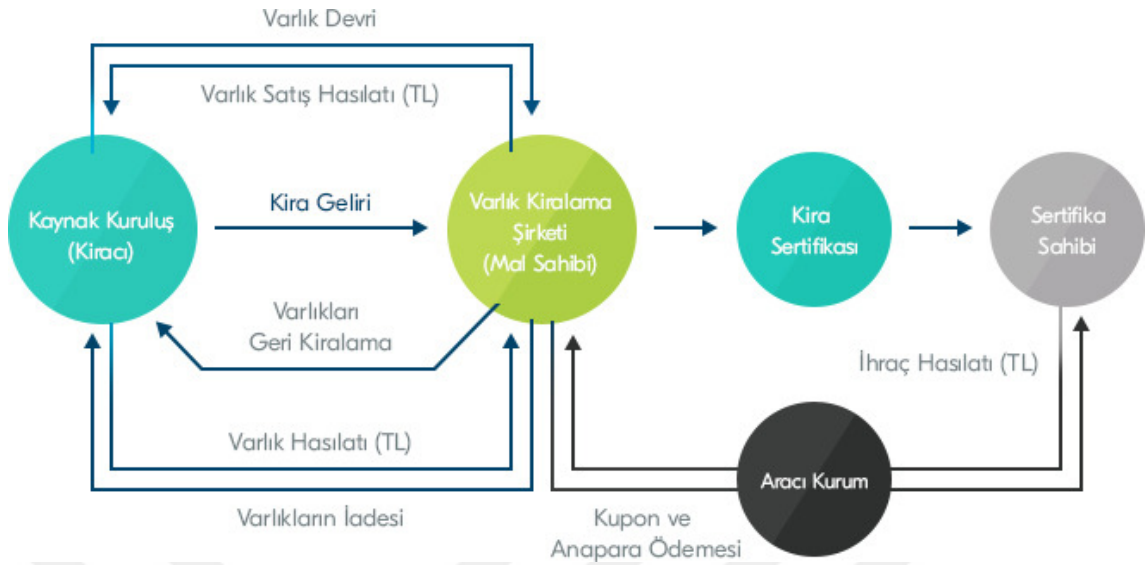 Varlık Devri
Varlık Satış Hasılatı (TL)
Kaynak Kuruluş
(Kiracı)
Kira Geliri
Varlık Kiralama
Şirketi
(Mal Sahibi)
Kira
Sertifikası
Sertifika
Sahibi
Varlıkları
Geri Kiralama
İhraç Hasılatı (TL)
Varlık Hasılatı (TL)
Aracı Kurum
Varlıkların İadesi
Kupon ve
Anapara Ödemesi